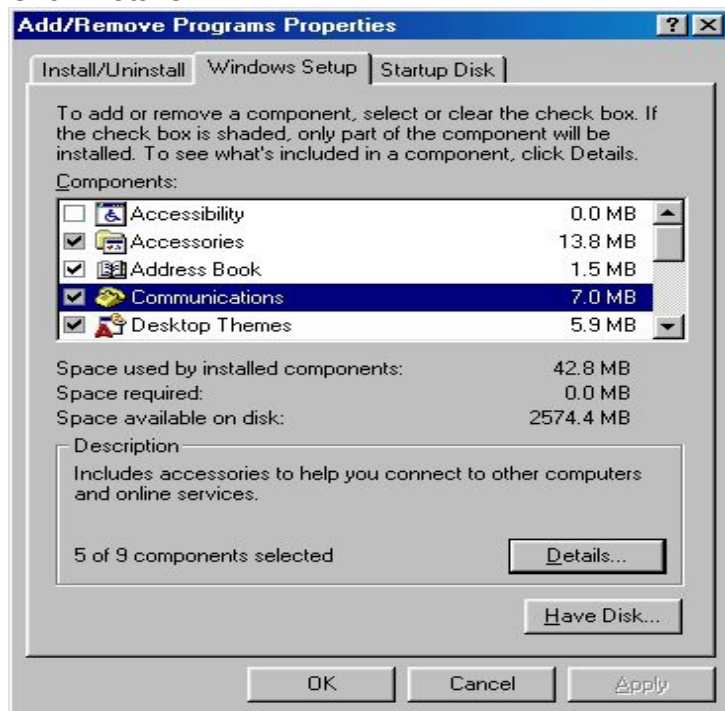 Add/Remove Programs Properties
Install/Uninstall Windows Setup Startup Disk
To add or remove a component, select or clear the check box. If
the check box is shaded, only part of the component will be
installed. To see what's included in a component, click Details.
Components:
Accessibility 0.0 MB
Accessories 13.8 MB
Address Book 1.5 MB
Communications 7.0 MB
Desktop Themes 5.9 MB
Space used by installed components: 42.8 MB
Space required: 0.0 MB
Space available on disk: 2574.4 MB
Description
Includes accessories to help you connect to other computers
and online services.
5 of 9 components selected Details...
Have Disk...
OK Cancel Apply